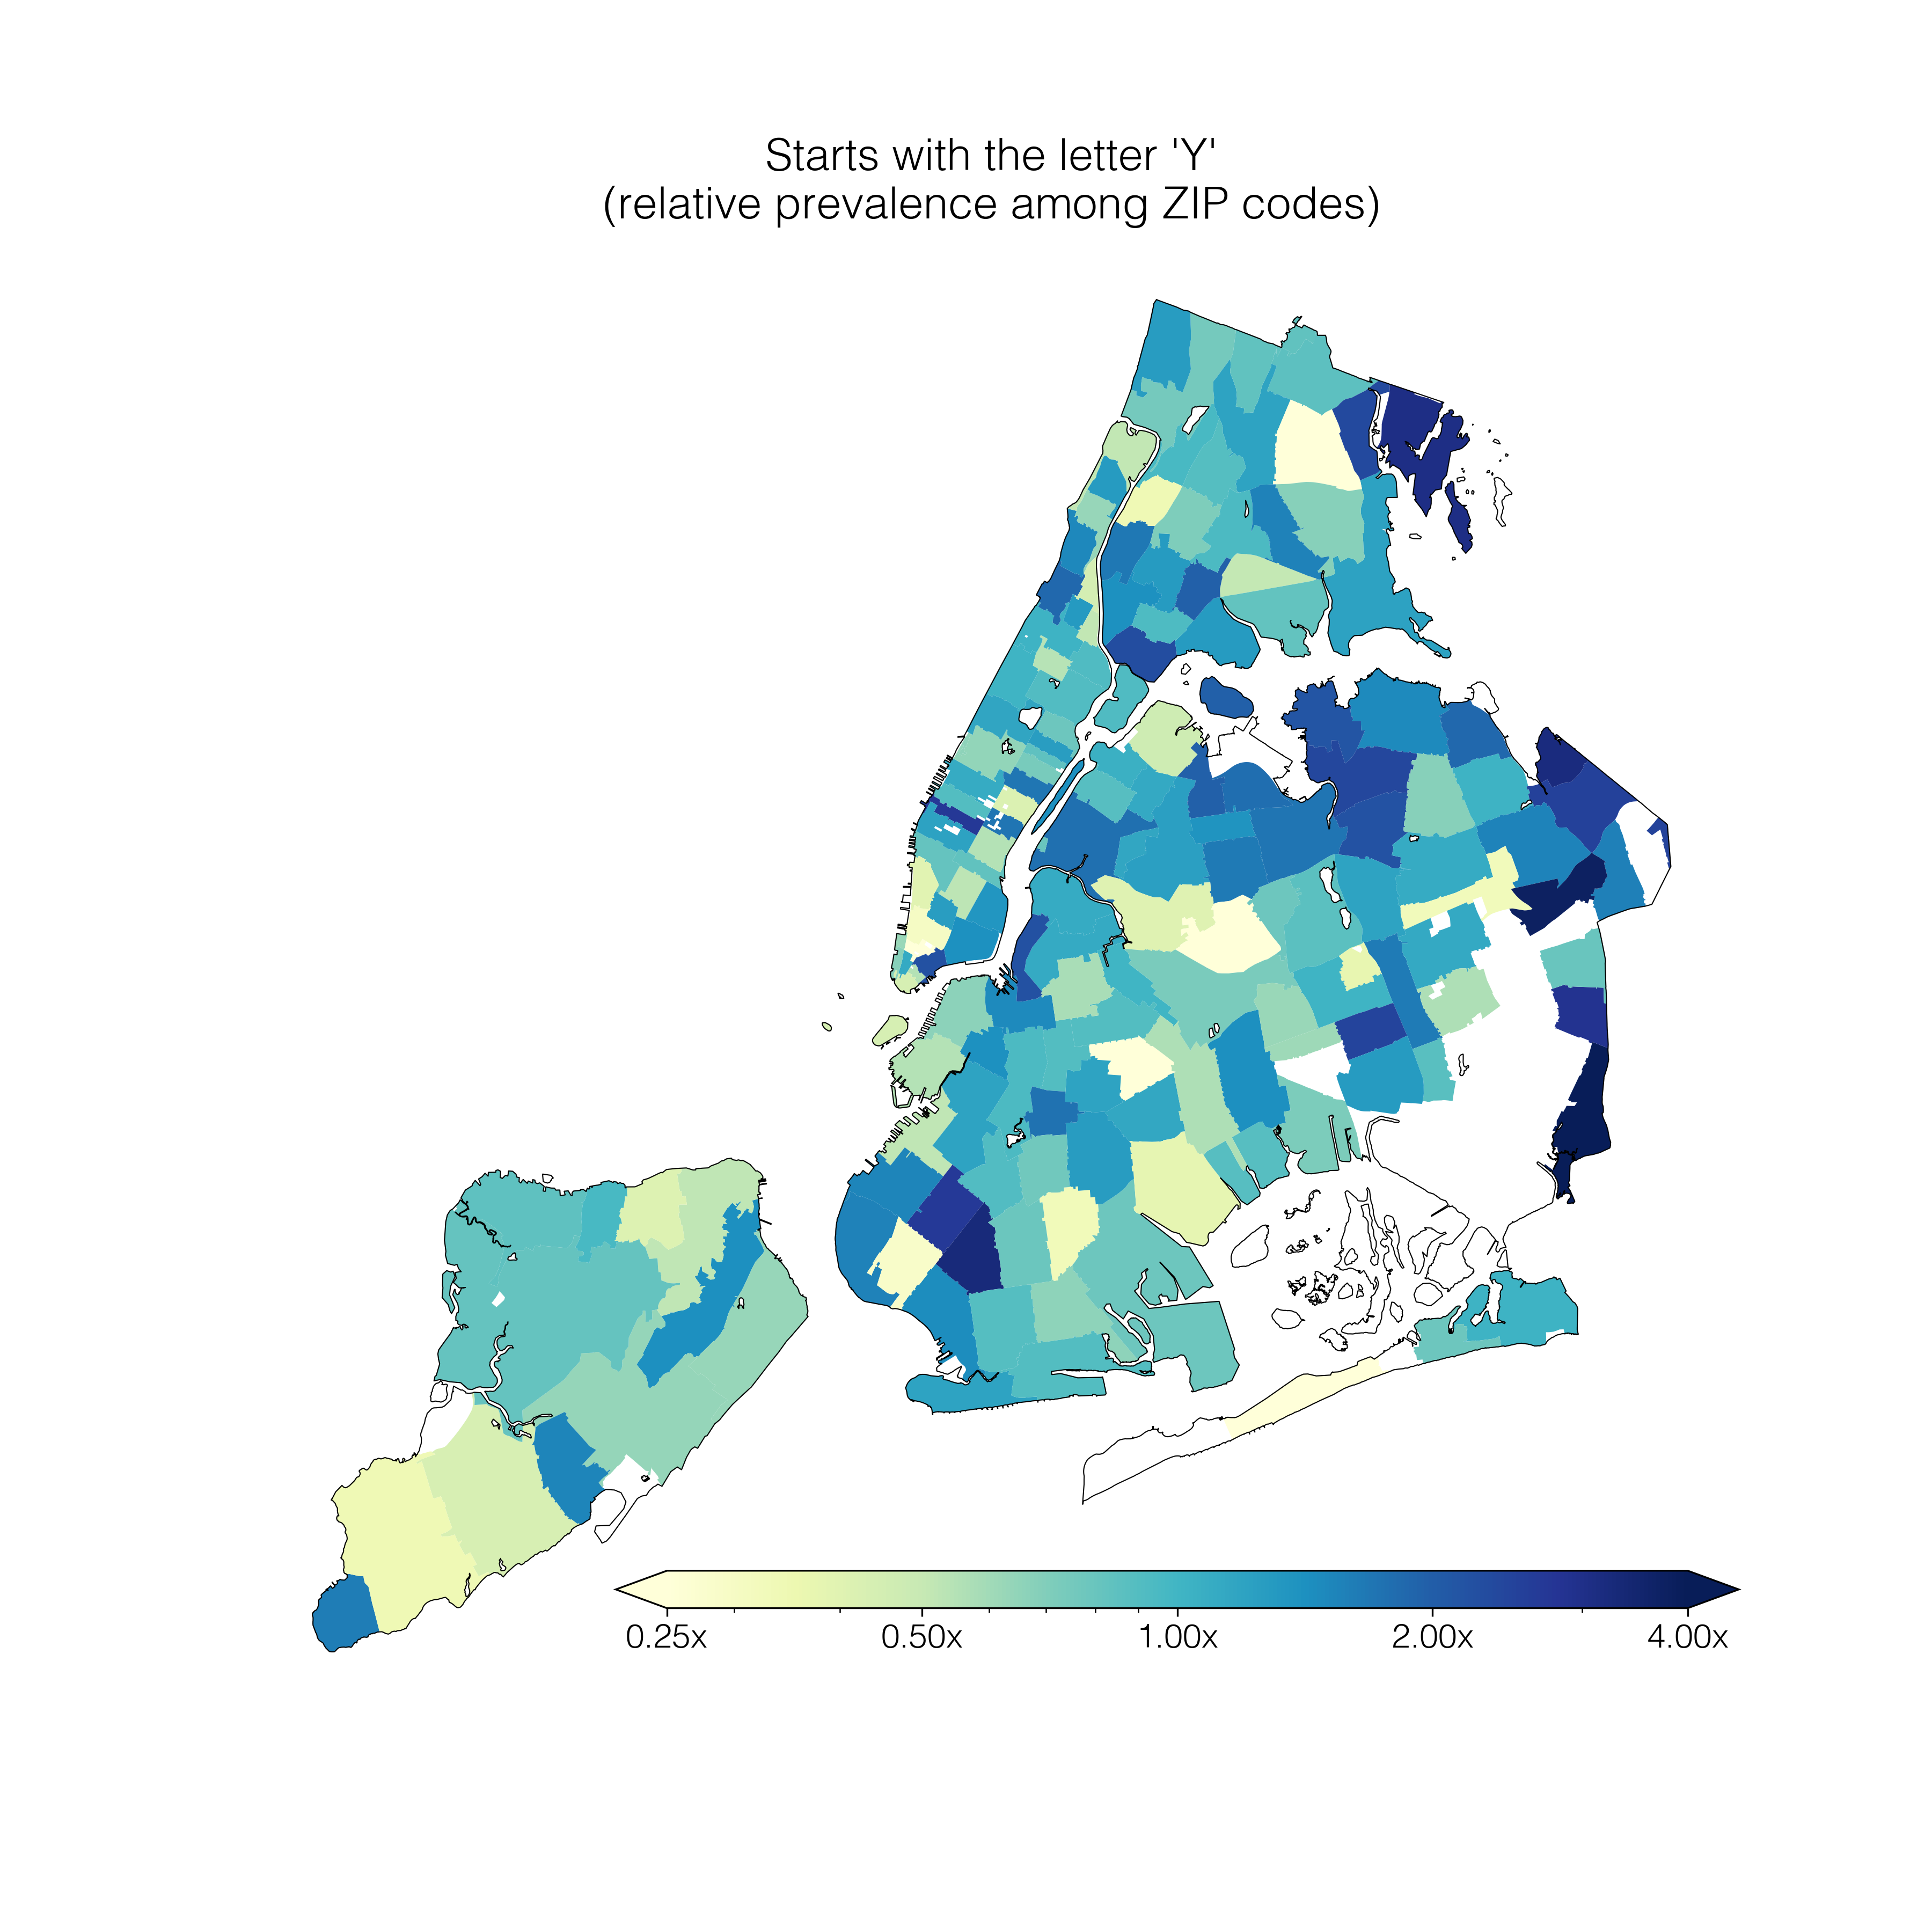 Starts with the letter 'Y'
(relative prevalence among ZIP codes)
0.25x 0.50x 1.00x 2.00x 4.00x